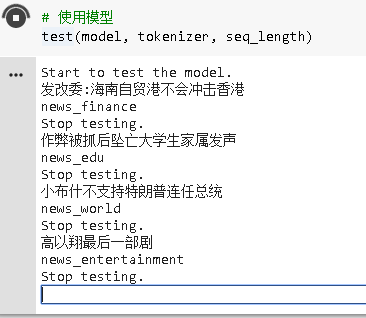 # 使用模型
test(model, tokenizer, seq_length)
Start to test the model.
发改委:海南自贸港不会冲击香港
news_finance
Stop testing.
作弊被抓后坠亡大学生家属发声
news_edu
Stop testing.
小布什不支持特朗普连任总统
news_world
Stop testing.
高以翔最后一部剧
news_entertainment
Stop testing.